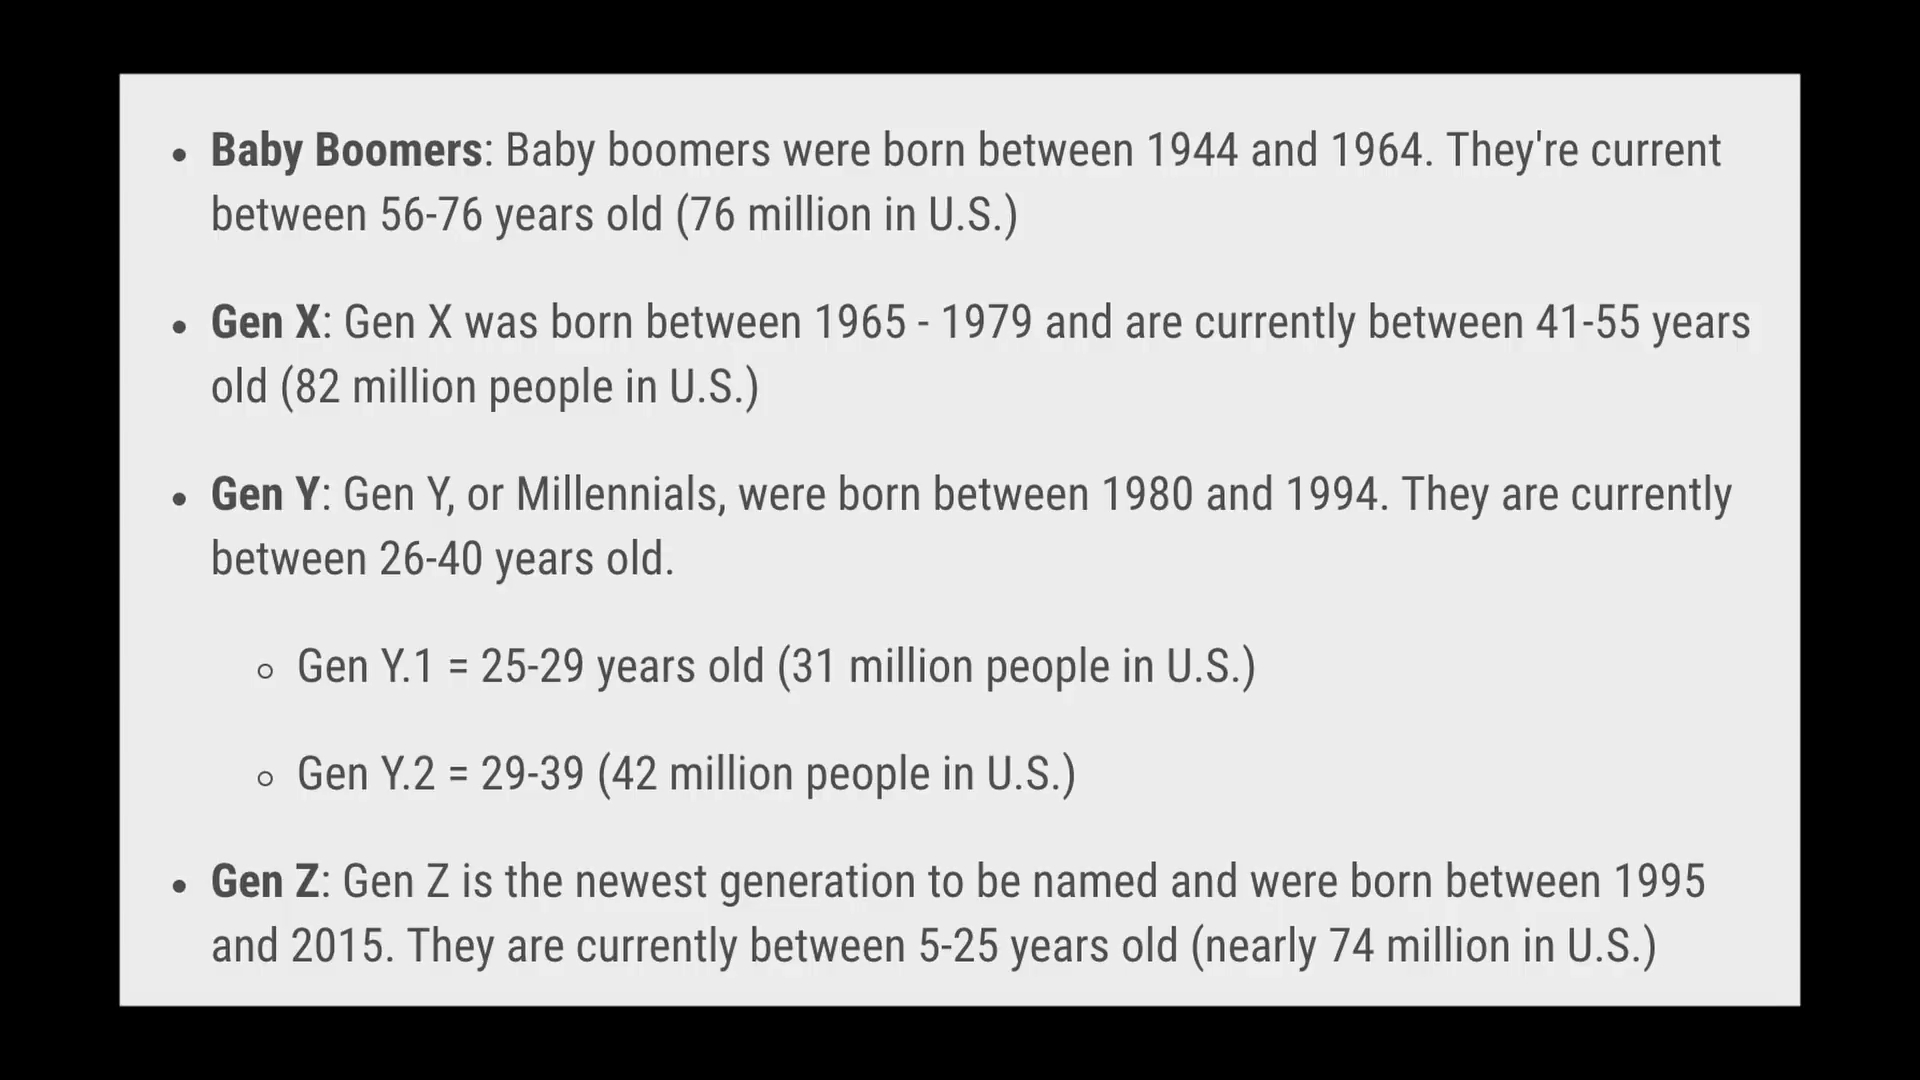 Baby Boomers: Baby boomers were born between 1944 and 1964. They're current
between 56-76 years old (76 million in U.S.)
Gen X: Gen X was born between 1965 - 1979 and are currently between 41-55 years
old (82 million people in U.S.)
Gen Y: Gen Y, or Millennials, were born between 1980 and 1994. They are currently
between 26-40 years old.
Gen Y.1 = 25-29 years old (31 million people in U.S.)
Gen Y.2 = 29-39 (42 million people in U.S.)
Gen Z: Gen Z is the newest generation to be named and were born between 1995
and 2015. They are currently between 5-25 years old (nearly 74 million in U.S.)